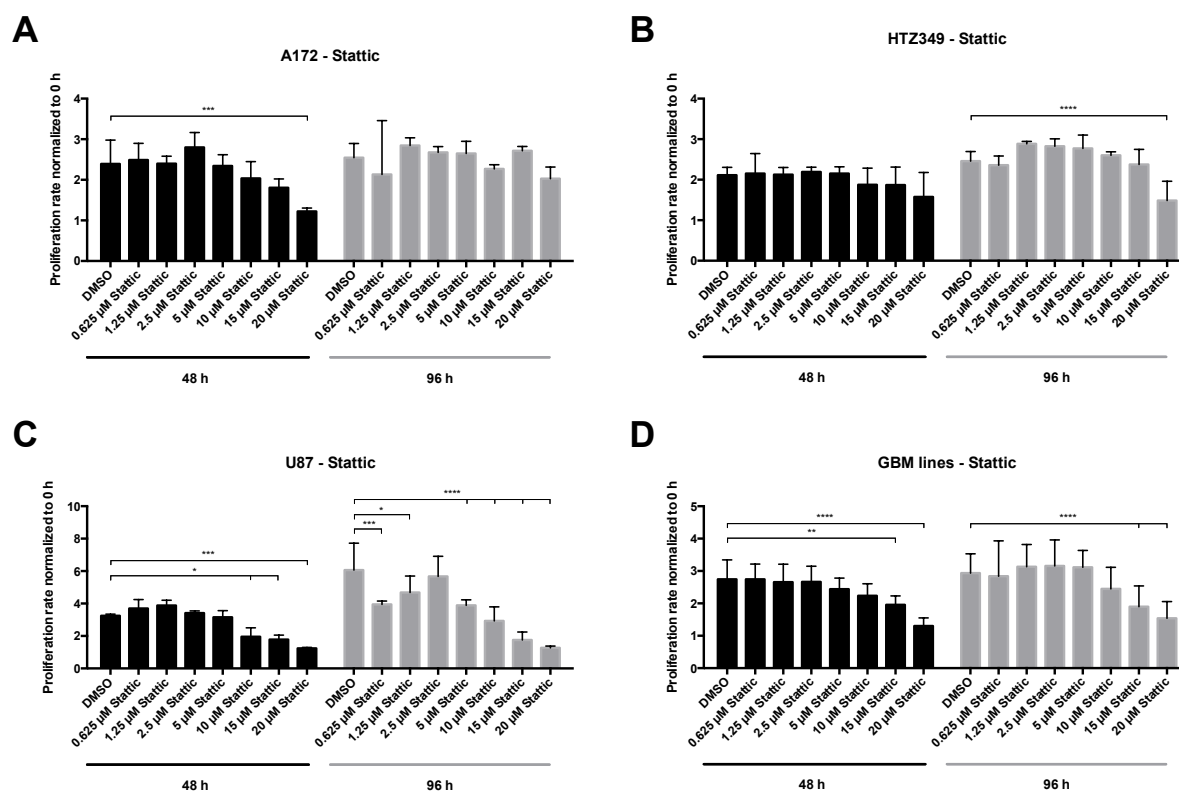 A
A172 - Stattic
Proliferation rate normalized to 0 h
4
3
2
1
0
***
DMSO
0.625 µM Stattic
1.25 µM Stattic
2.5 µM Stattic
5 µM Stattic
10 µM Stattic
15 µM Stattic
20 µM Stattic
DMSO
0.625 µM Stattic
1.25 µM Stattic
2.5 µM Stattic
5 µM Stattic
10 µM Stattic
15 µM Stattic
20 µM Stattic
48 h
96 h
B
HTZ349 - Stattic
Proliferation rate normalized to 0 h
4
3
2
1
0
****
DMSO
0.625 µM Stattic
1.25 µM Stattic
2.5 µM Stattic
5 µM Stattic
10 µM Stattic
15 µM Stattic
20 µM Stattic
DMSO
0.625 µM Stattic
1.25 µM Stattic
2.5 µM Stattic
5 µM Stattic
10 µM Stattic
15 µM Stattic
20 µM Stattic
48 h
96 h
C
U87 - Stattic
Proliferation rate normalized to 0 h
10
8
6
4
2
0
***
*
****
*
***
DMSO
0.625 µM Stattic
1.25 µM Stattic
2.5 µM Stattic
5 µM Stattic
10 µM Stattic
15 µM Stattic
20 µM Stattic
DMSO
0.625 µM Stattic
1.25 µM Stattic
2.5 µM Stattic
5 µM Stattic
10 µM Stattic
15 µM Stattic
20 µM Stattic
48 h
96 h
D
GBM lines - Stattic
Proliferation rate normalized to 0 h
5
4
3
2
1
0
****
**
****
DMSO
0.625 µM Stattic
1.25 µM Stattic
2.5 µM Stattic
5 µM Stattic
10 µM Stattic
15 µM Stattic
20 µM Stattic
DMSO
0.625 µM Stattic
1.25 µM Stattic
2.5 µM Stattic
5 µM Stattic
10 µM Stattic
15 µM Stattic
20 µM Stattic
48 h
96 h